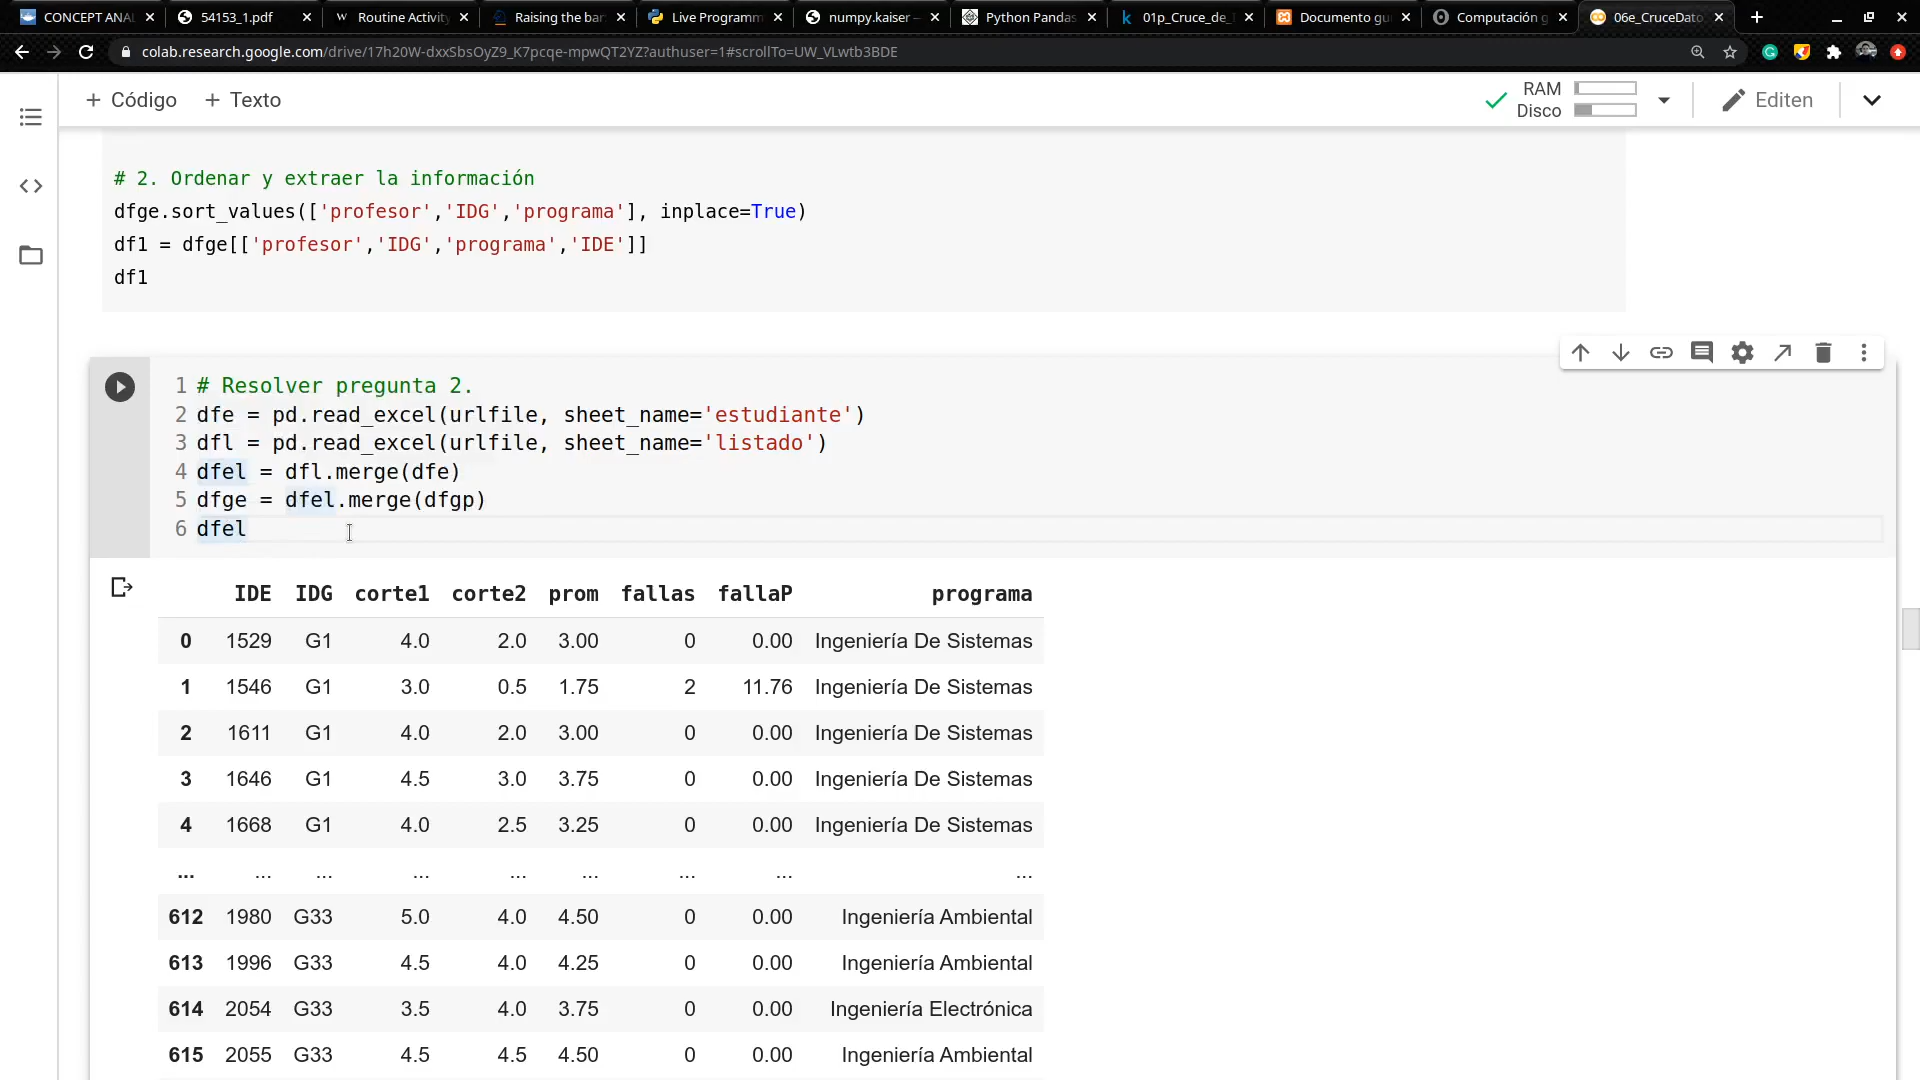 CONCEPT ANAL
54153_1.pdf
Routine Activity
Raising the bar
Live Programm
numpy.kaiser
Python Pandas
01p_Cruce_de_
Documento gu
Computación g
06e_CruceDato
colab.research.google.com/drive/17h20W-dxxSbsOyZ9_K7pcqe-mpwQT2YZ?authuser=1#scrollTo=UW_VLwtb3BDE
+ Código + Texto
RAM
Disco
Editen
# 2. Ordenar y extraer la información
dfge.sort_values(['profesor','IDG','programa'], inplace=True)
df1 = dfge[['profesor','IDG','programa','IDE']]
df1
1 # Resolver pregunta 2.
2 dfe = pd.read_excel(urlfile, sheet_name='estudiante')
3 dfl = pd.read_excel(urlfile, sheet_name='listado')
4 dfel = dfl.merge(dfe)
5 dfge = dfel.merge(dfgp)
6 dfel
IDE IDG corte1 corte2 prom fallas fallaP programa
0 1529 G1 4.0 2.0 3.00 0 0.00 Ingeniería De Sistemas
1 1546 G1 3.0 0.5 1.75 2 11.76 Ingeniería De Sistemas
2 1611 G1 4.0 2.0 3.00 0 0.00 Ingeniería De Sistemas
3 1646 G1 4.5 3.0 3.75 0 0.00 Ingeniería De Sistemas
4 1668 G1 4.0 2.5 3.25 0 0.00 Ingeniería De Sistemas
... ... ... ... ... ... ... ... ...
612 1980 G33 5.0 4.0 4.50 0 0.00 Ingeniería Ambiental
613 1996 G33 4.5 4.0 4.25 0 0.00 Ingeniería Ambiental
614 2054 G33 3.5 4.0 3.75 0 0.00 Ingeniería Electrónica
615 2055 G33 4.5 4.5 4.50 0 0.00 Ingeniería Ambiental